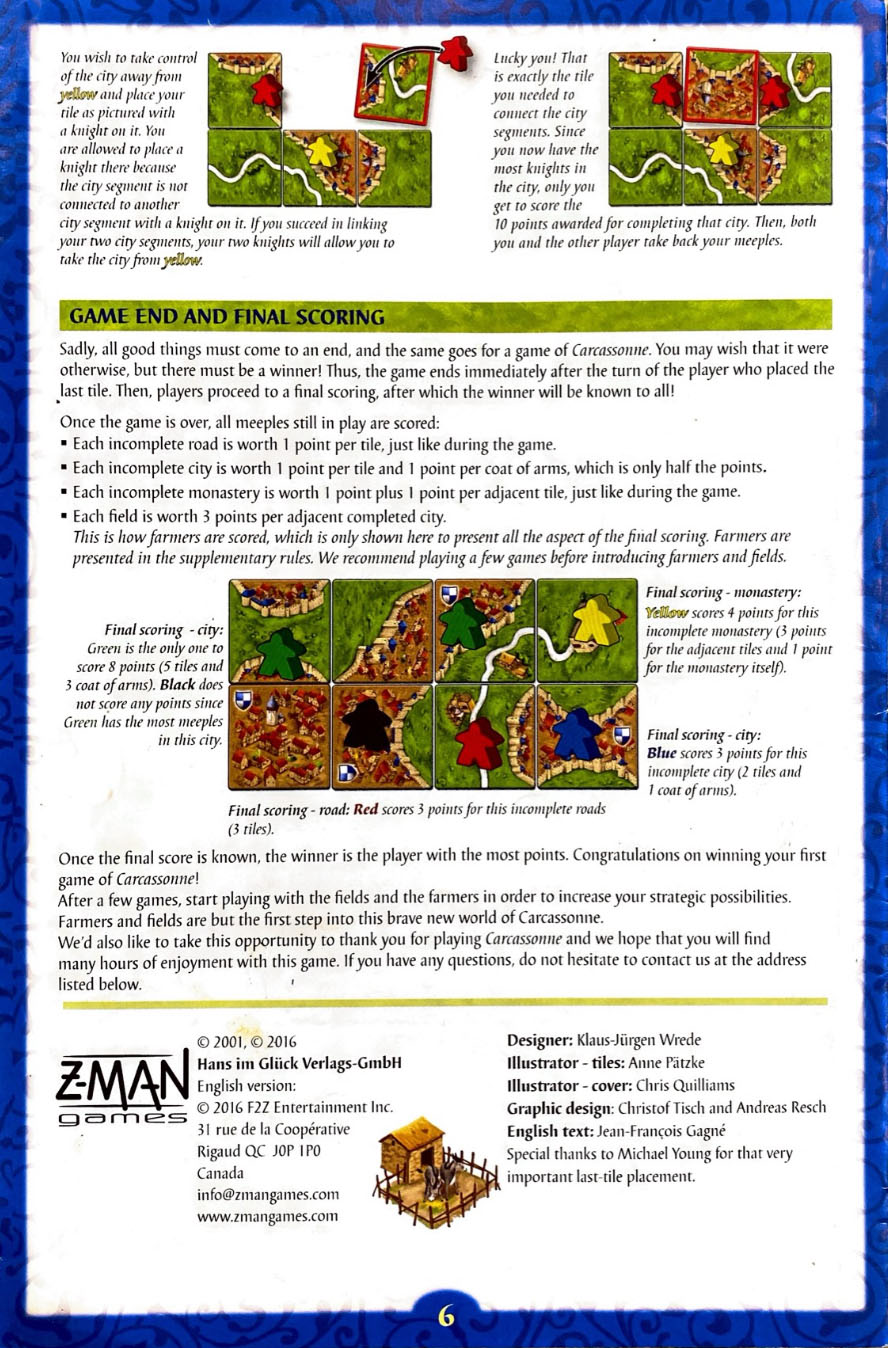 You wish to take control
of the city away from
yellow and place your
tile as pictured with
a knight on it. You
are allowed to place a
knight there because
the city segment is not
connected to another
city segment with a knight on it. If you succeed in linking
your two city segments, your two knights will allow you to
take the city from yellow.
Lucky you! That
is exactly the tile
you needed to
connect the city
segments. Since
you now have the
most knights in
the city, only you
get to score the
10 points awarded for completing that city. Then, both
you and the other player take back your meeples.
GAME END AND FINAL SCORING
Sadly, all good things must come to an end, and the same goes for a game of Carcassonne. You may wish that it were
otherwise, but there must be a winner! Thus, the game ends immediately after the turn of the player who placed the
last tile. Then, players proceed to a final scoring, after which the winner will be known to all!
Once the game is over, all meeples still in play are scored:
▪ Each incomplete road is worth 1 point per tile, just like during the game.
▪ Each incomplete city is worth 1 point per tile and 1 point per coat of arms, which is only half the points.
▪ Each incomplete monastery is worth 1 point plus 1 point per adjacent tile, just like during the game.
▪ Each field is worth 3 points per adjacent completed city.
This is how farmers are scored, which is only shown here to present all the aspect of the final scoring. Farmers are
presented in the supplementary rules. We recommend playing a few games before introducing farmers and fields.
Final scoring - city:
Green is the only one to
score 8 points (5 tiles and
3 coat of arms). Black does
not score any points since
Green has the most meeples
in this city.
Final scoring - monastery:
Yellow scores 4 points for this
incomplete monastery (3 points
for the adjacent tiles and 1 point
for the monastery itself).
Final scoring - city:
Blue scores 3 points for this
incomplete city (2 tiles and
1 coat of arms).
Final scoring - road: Red scores 3 points for this incomplete roads
(3 tiles).
Once the final score is known, the winner is the player with the most points. Congratulations on winning your first
game of Carcassonne!
After a few games, start playing with the fields and the farmers in order to increase your strategic possibilities.
Farmers and fields are but the first step into this brave new world of Carcassonne.
We'd also like to take this opportunity to thank you for playing Carcassonne and we hope that you will find
many hours of enjoyment with this game. If you have any questions, do not hesitate to contact us at the address
listed below.
Z-MAN
games
© 2001, © 2016
Hans im Glück Verlags-GmbH
English version:
© 2016 F2Z Entertainment Inc.
31 rue de la Coopérative
Rigaud QC J0P 1P0
Canada
info@zmangames.com
www.zmangames.com
Designer: Klaus-Jürgen Wrede
Illustrator - tiles: Anne Pätzke
Illustrator - cover: Chris Quilliams
Graphic design: Christof Tisch and Andreas Resch
English text: Jean-François Gagné
Special thanks to Michael Young for that very
important last-tile placement.
6